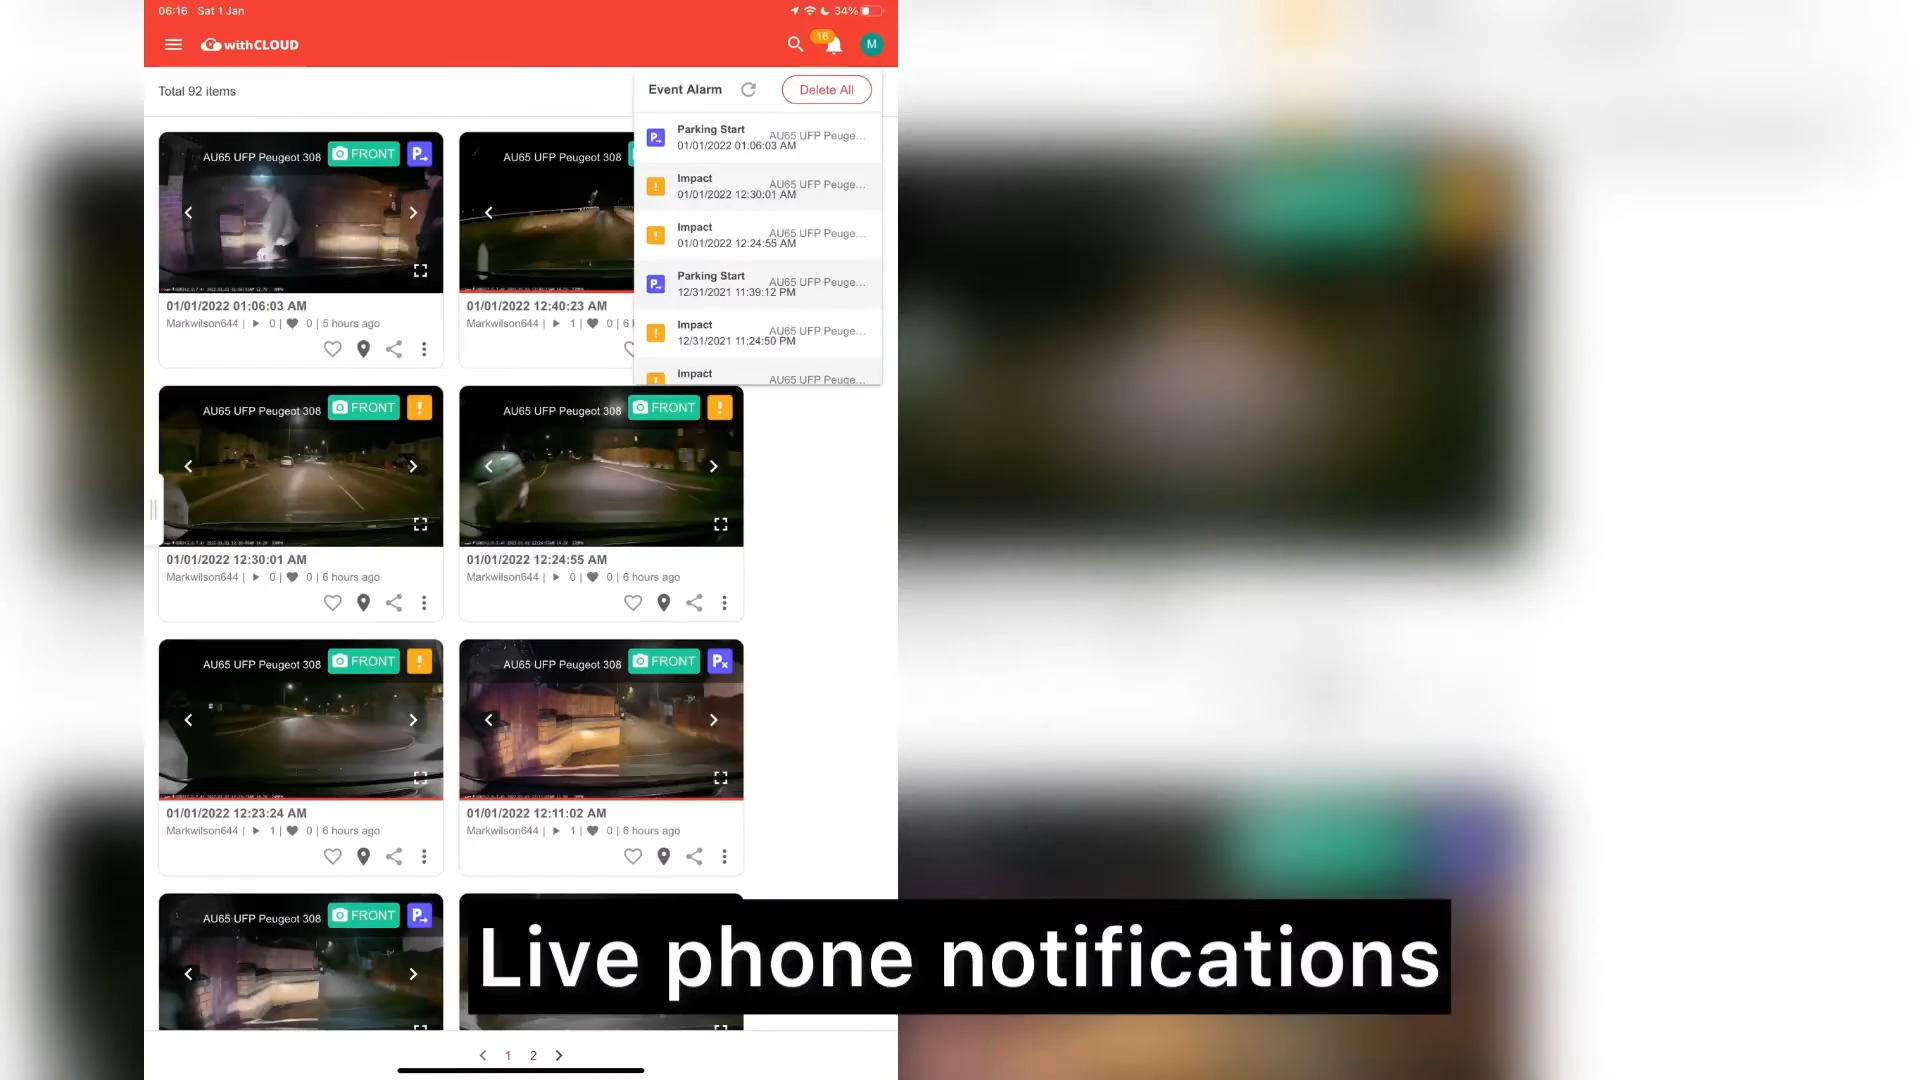 06:16 Sat 1 Jan
34%
withCLOUD
16
M
Total 92 items
Event Alarm
Delete All
Parking Start
AU65 UFP Peuge...
01/01/2022 01:06:03 AM
Impact
AU65 UFP Peuge...
01/01/2022 12:30:01 AM
Impact
AU65 UFP Peuge...
01/01/2022 12:24:55 AM
Parking Start
AU65 UFP Peuge...
12/31/2021 11:39:12 PM
Impact
AU65 UFP Peuge...
12/31/2021 11:24:50 PM
Impact
AU65 UFP Peuge...
AU65 UFP Peugeot 308
FRONT
P
01/01/2022 01:06:03 AM
Markwilson644 | 0 | 0 | 5 hours ago
AU65 UFP Peugeot 308
01/01/2022 12:40:23 AM
Markwilson644 | 1 | 0 | 6 h
AU65 UFP Peugeot 308
FRONT
!
01/01/2022 12:30:01 AM
Markwilson644 | 0 | 0 | 6 hours ago
AU65 UFP Peugeot 308
FRONT
!
01/01/2022 12:24:55 AM
Markwilson644 | 0 | 0 | 6 hours ago
AU65 UFP Peugeot 308
FRONT
!
01/01/2022 12:23:24 AM
Markwilson644 | 1 | 0 | 6 hours ago
AU65 UFP Peugeot 308
FRONT
Px
01/01/2022 12:11:02 AM
Markwilson644 | 1 | 0 | 6 hours ago
AU65 UFP Peugeot 308
FRONT
P
Live phone notifications
1 2